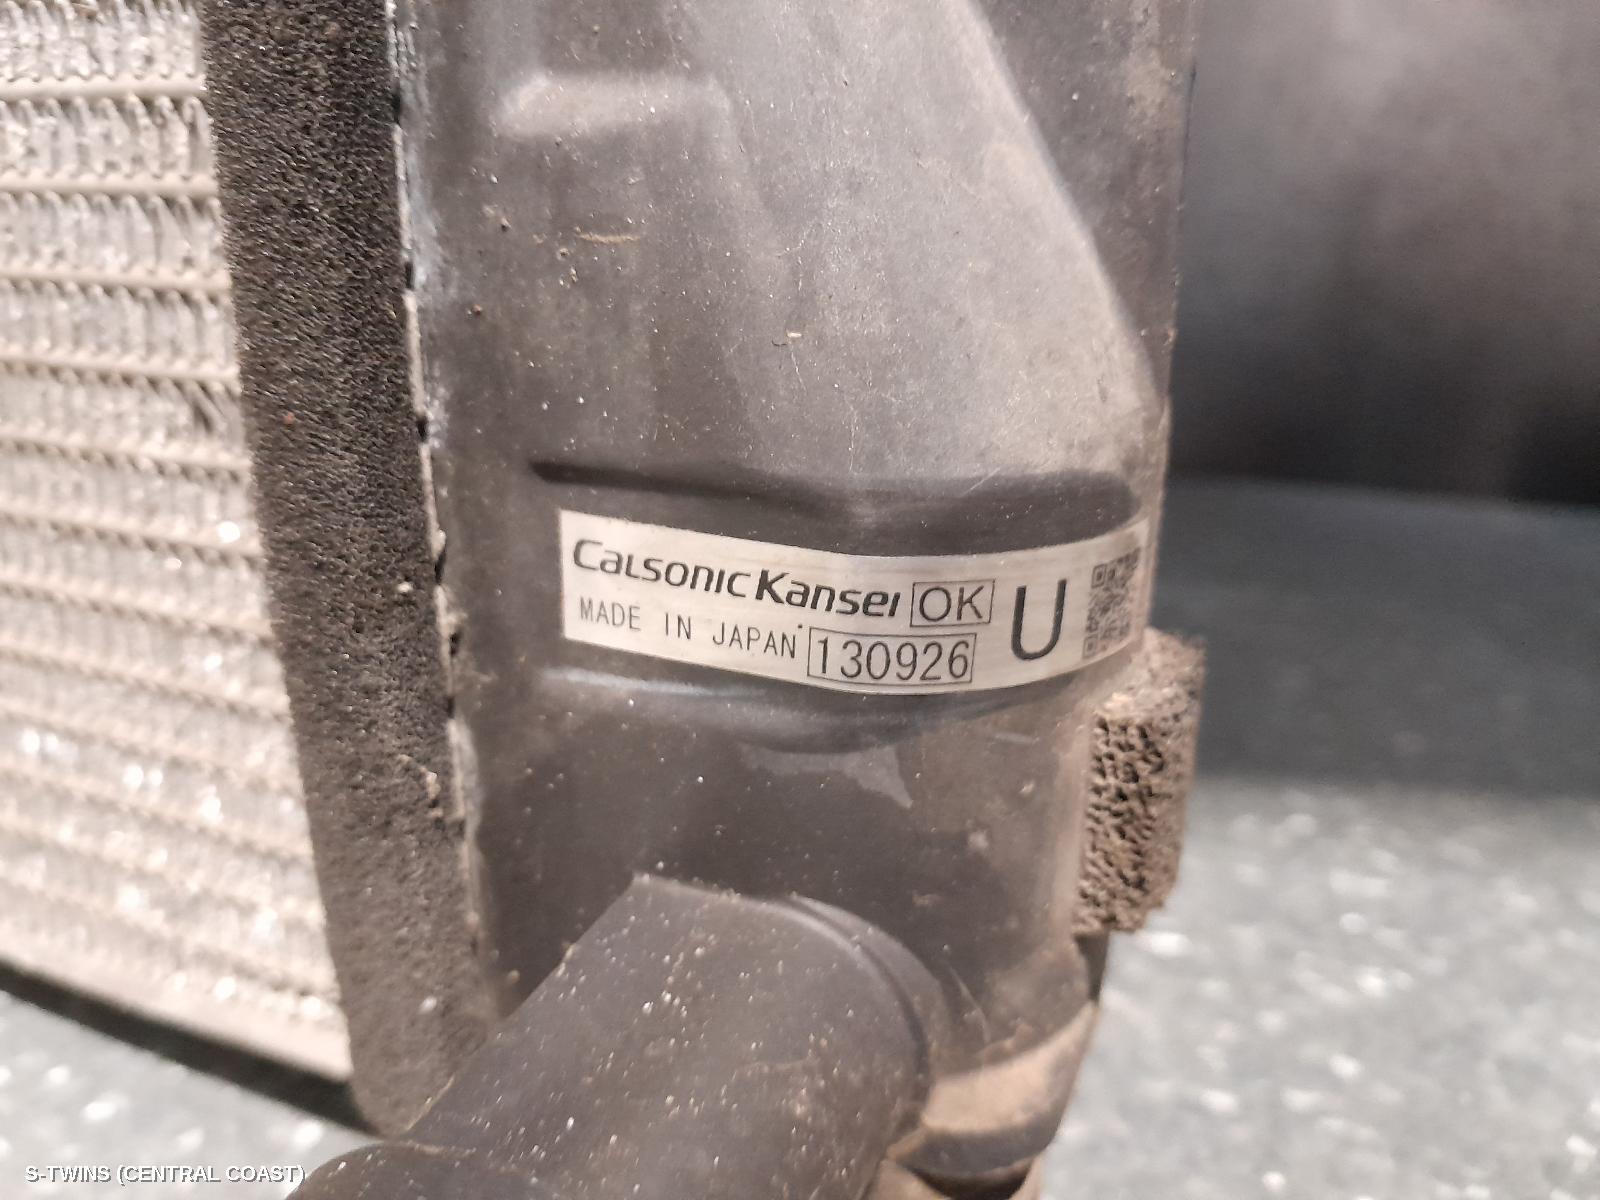 CALSONIC Kansei OK U
MADE IN JAPAN 130926
S-TWINS (CENTRAL COAST)